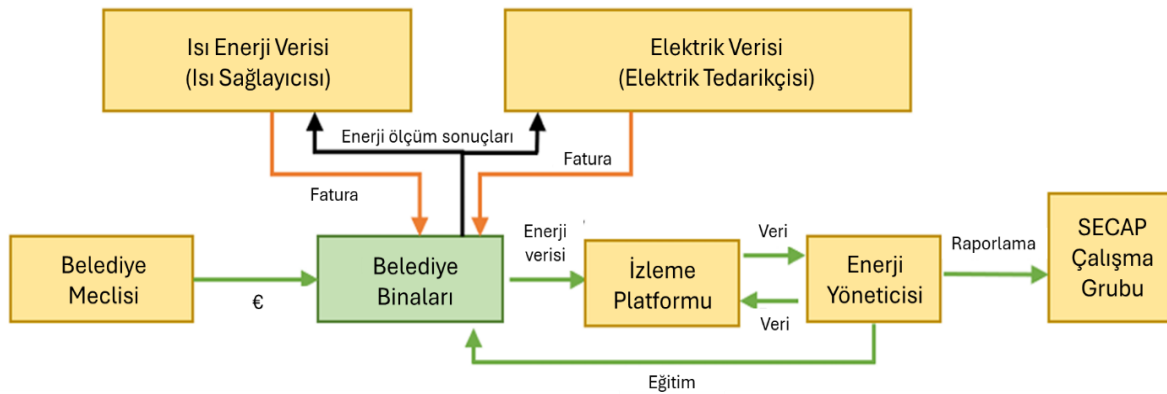 Isı Enerji Verisi
(Isı Sağlayıcısı)
Elektrik Verisi
(Elektrik Tedarikçisi)
Enerji ölçüm sonuçları
Fatura
Fatura
Belediye
Meclisi
€
Belediye
Binaları
Enerji
verisi
İzleme
Platformu
Veri
Veri
Enerji
Yöneticisi
Raporlama
SECAP
Çalışma
Grubu
Eğitim